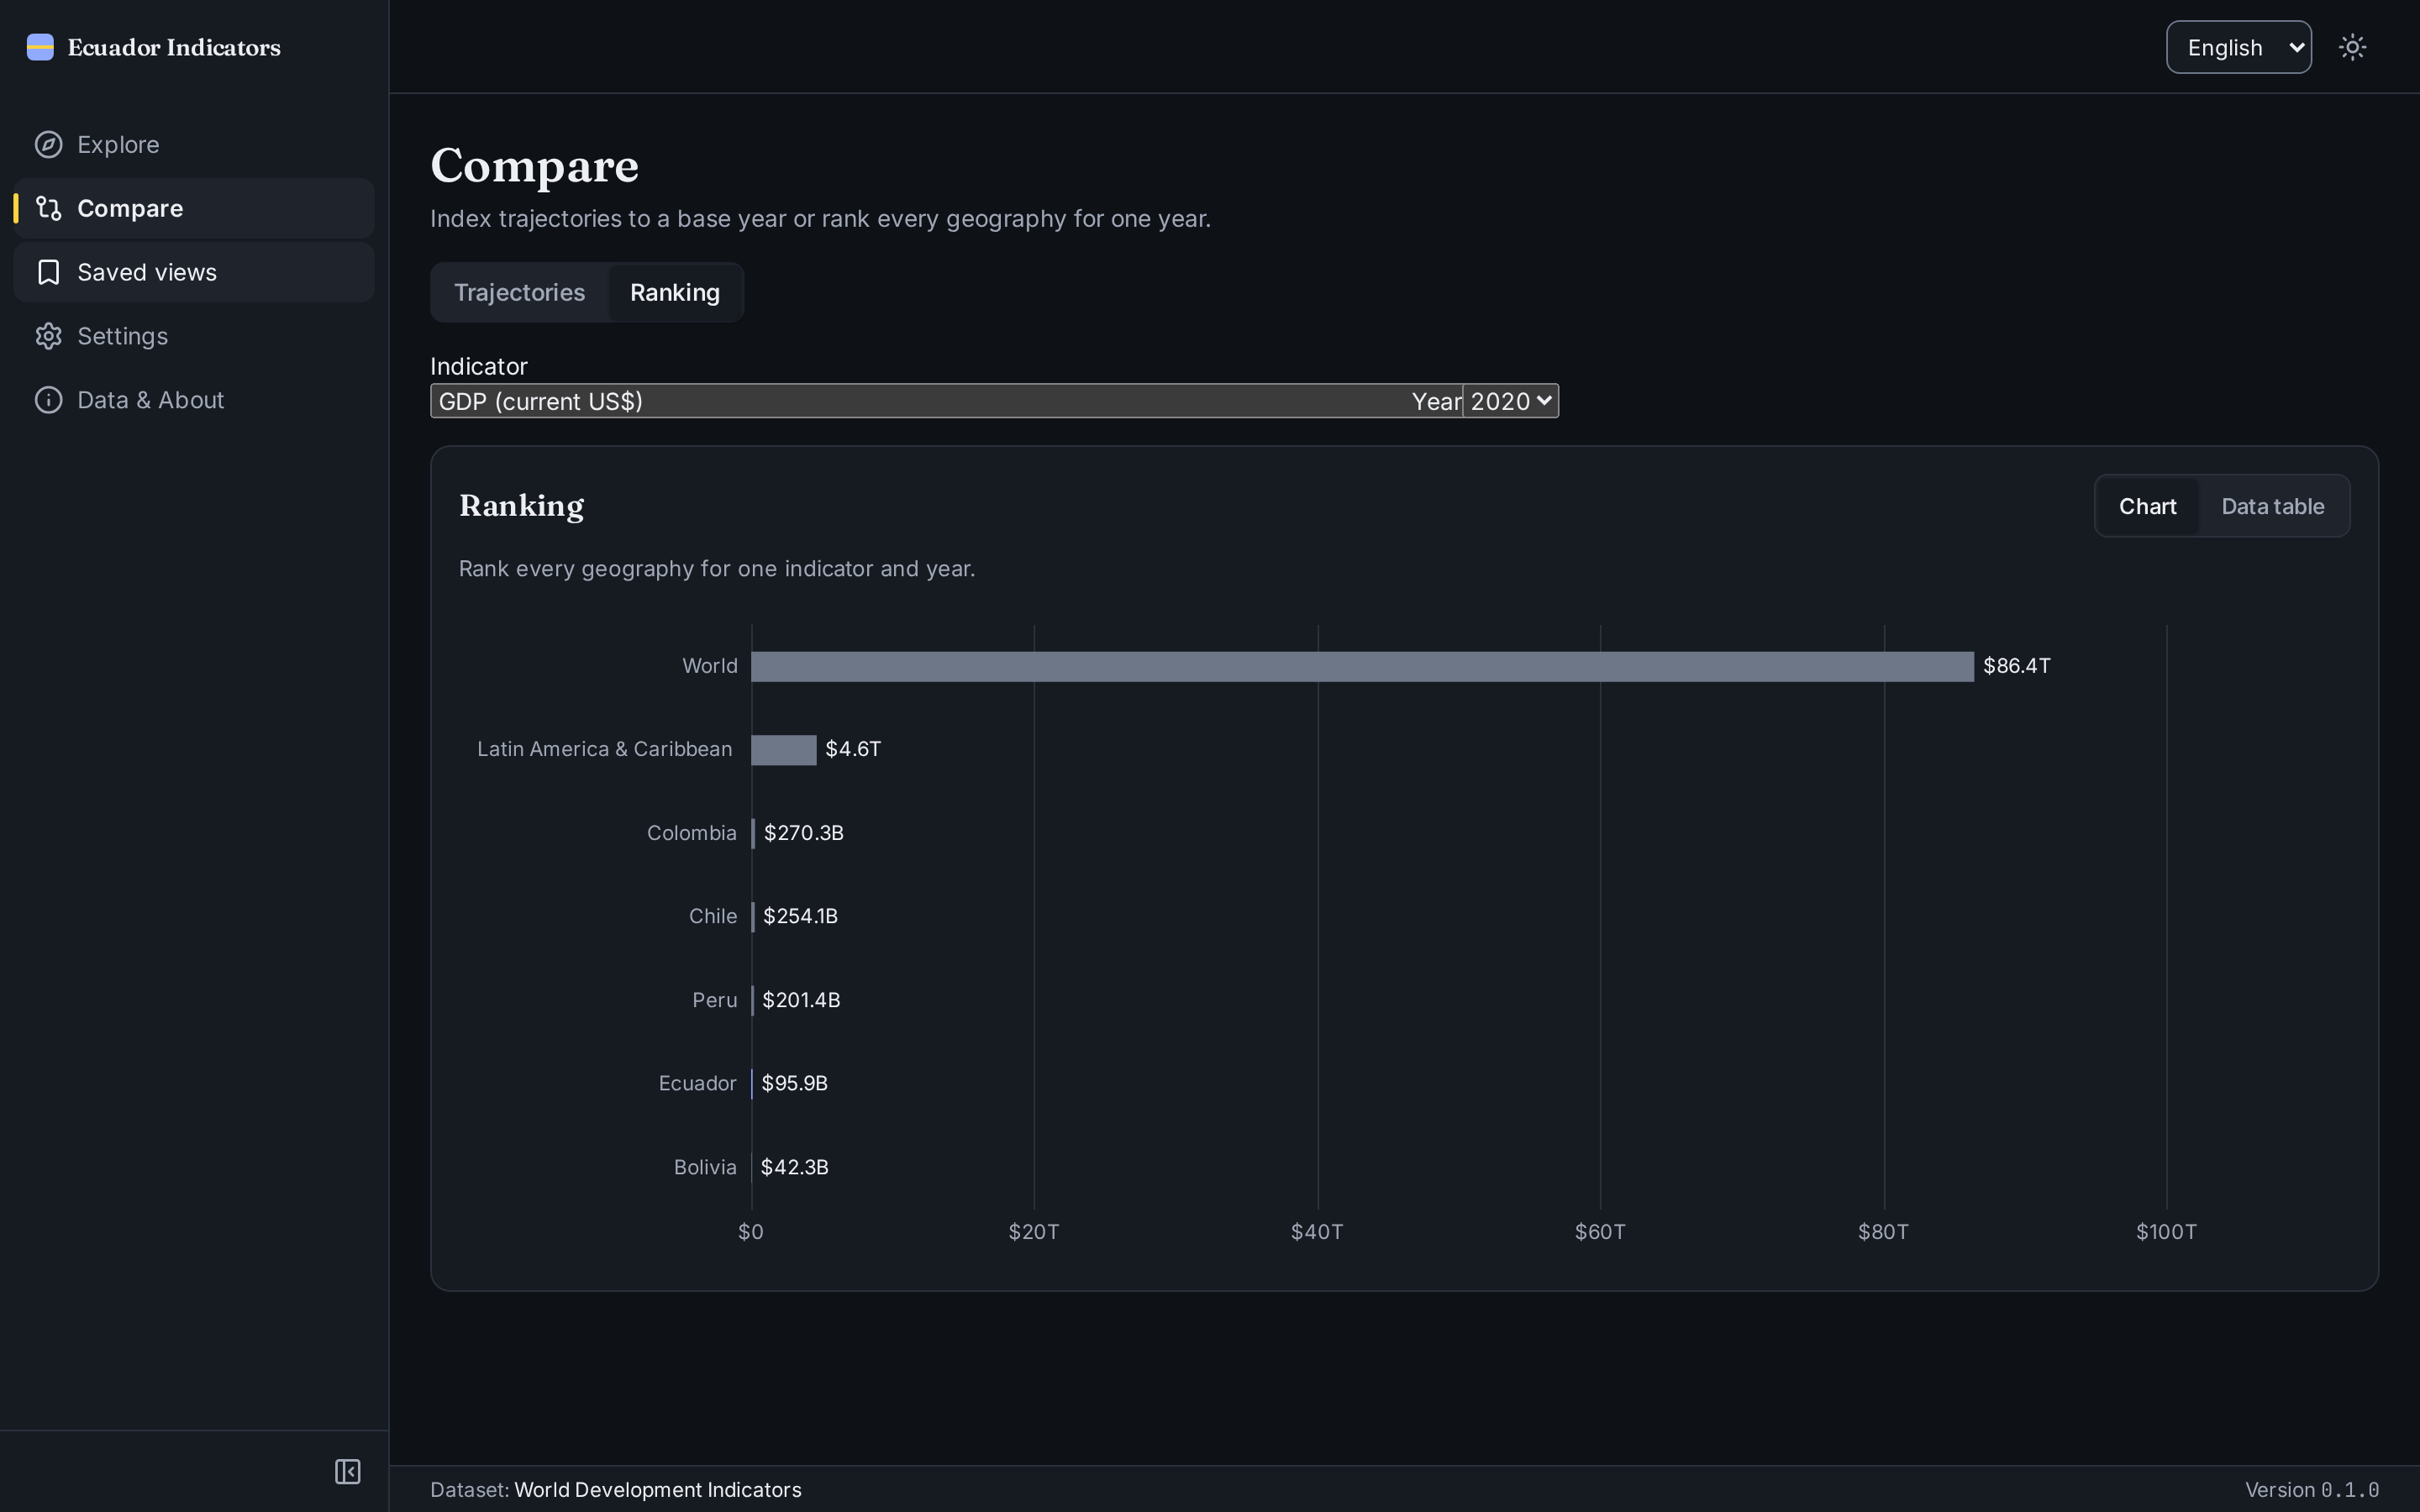 Ecuador Indicators
English
Explore
Compare
Saved views
Settings
Data & About
Compare
Index trajectories to a base year or rank every geography for one year.
Trajectories Ranking
Indicator
GDP (current US$) Year 2020
Ranking
Chart Data table
Rank every geography for one indicator and year.
World $86.4T
Latin America & Caribbean $4.6T
Colombia $270.3B
Chile $254.1B
Peru $201.4B
Ecuador $95.9B
Bolivia $42.3B
$0 $20T $40T $60T $80T $100T
Dataset: World Development Indicators
Version 0.1.0